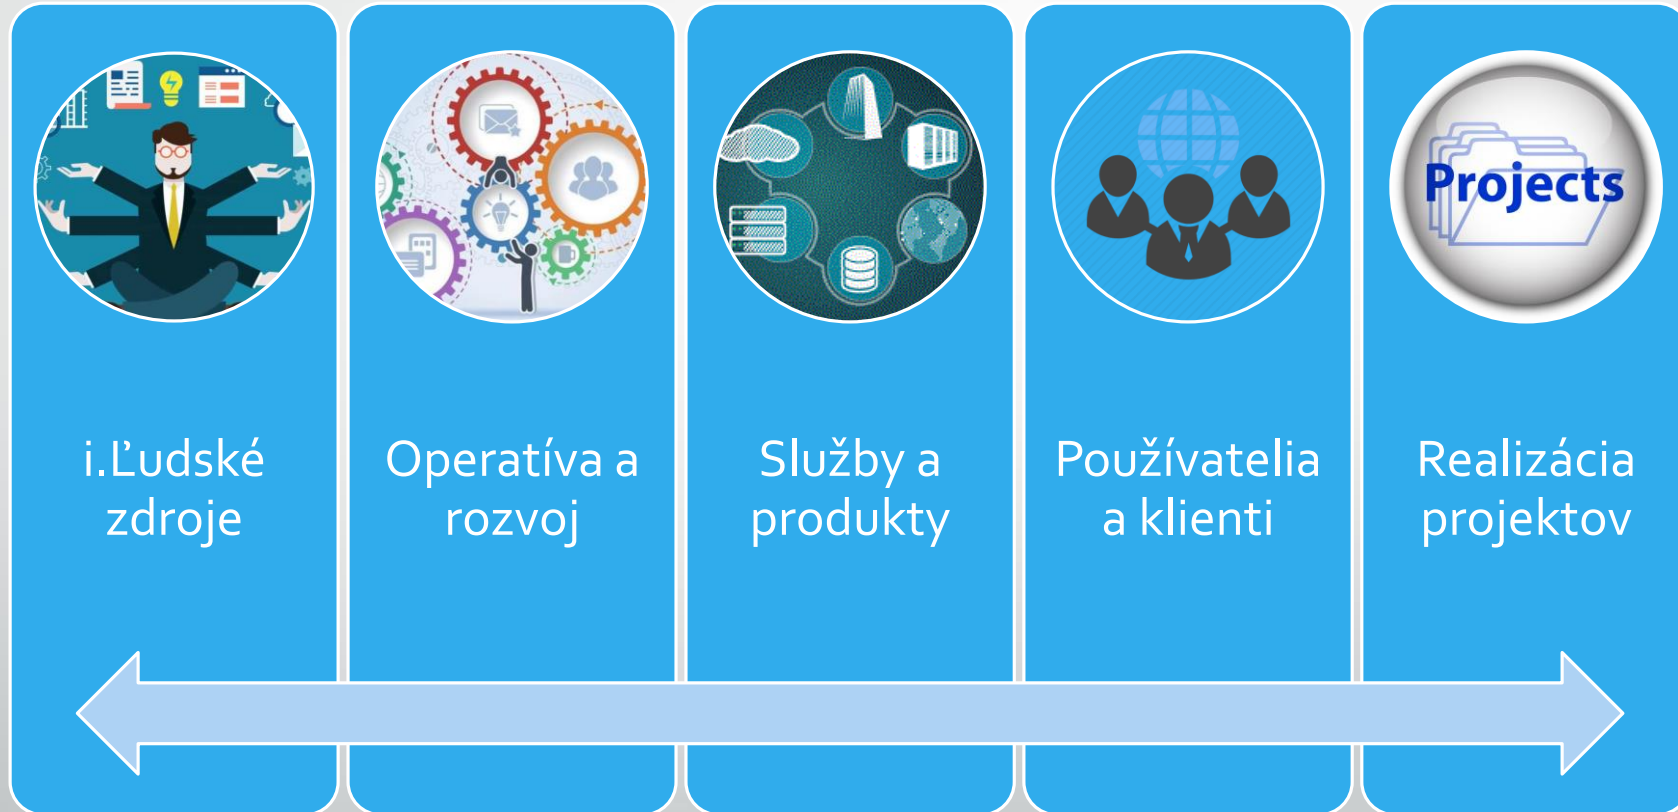 Projects
i.Ľudské
zdroje
Operatíva a
rozvoj
Služby a
produkty
Používatelia
a klienti
Realizácia
projektov